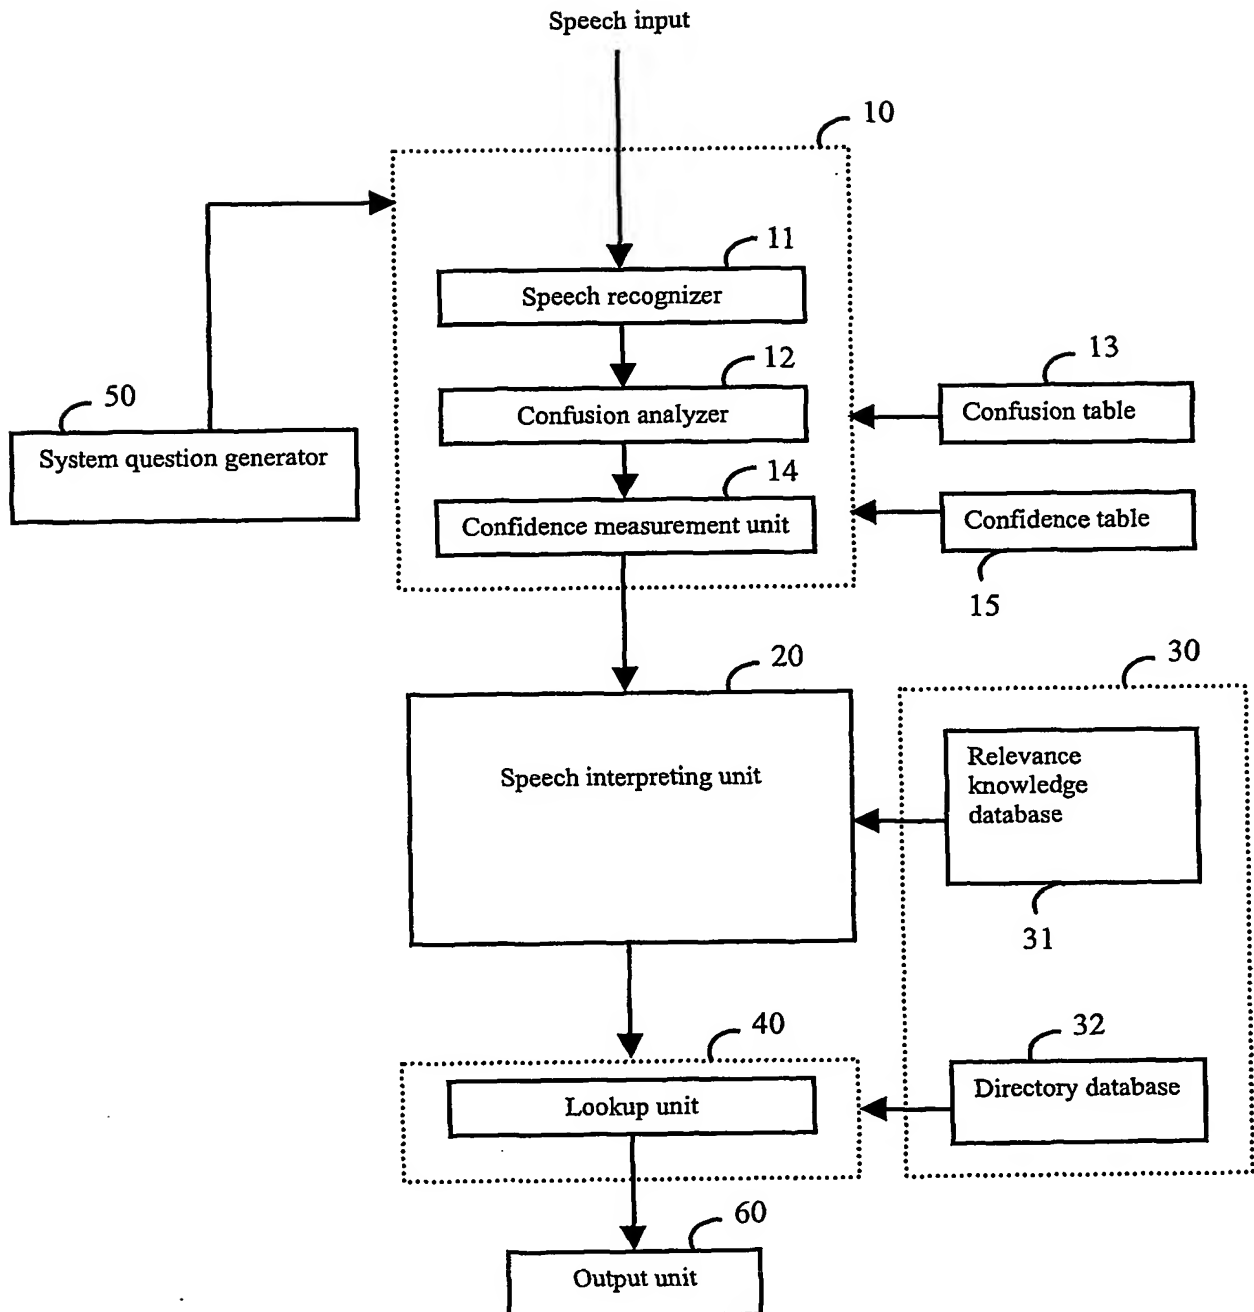 Speech input
10
11
Speech recognizer
12
13
Confusion analyzer
Confusion table
50
System question generator
14
Confidence measurement unit
Confidence table
15
20
30
Speech interpreting unit
Relevance
knowledge
database
31
40
32
Lookup unit
Directory database
60
Output unit